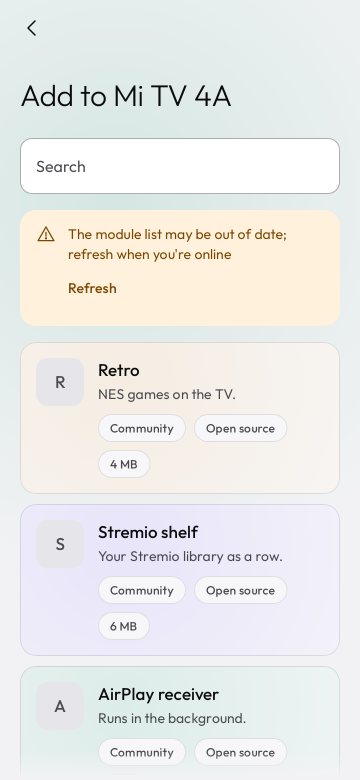 Add to Mi TV 4A
Search
The module list may be out of date;
refresh when you're online
Refresh
R
Retro
NES games on the TV.
Community
Open source
4 MB
S
Stremio shelf
Your Stremio library as a row.
Community
Open source
6 MB
A
AirPlay receiver
Runs in the background.
Community
Open source